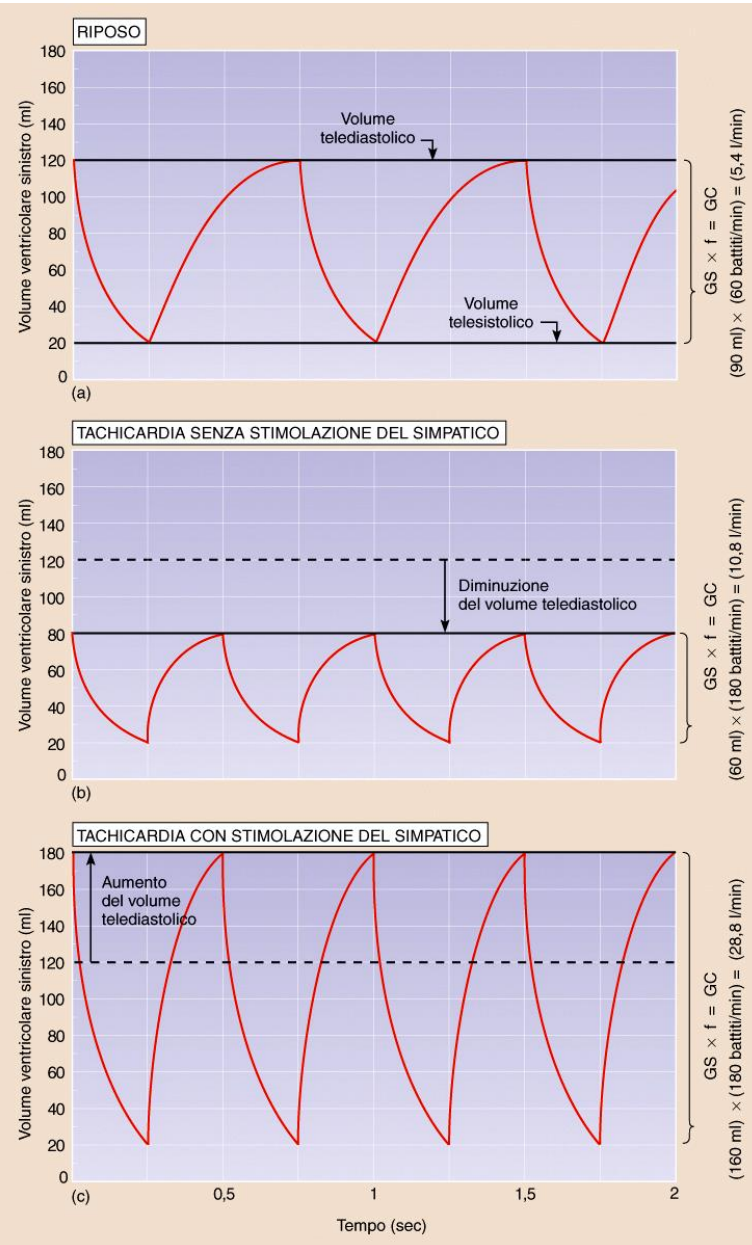 RIPOSO
180
160
140
120
100
80
60
40
20
0
Volume ventricolare sinistro (ml)
Volume
telediastolico
Volume
telesistolico
GS × f = GC
(90 ml) × (60 battiti/min) = (5,4 l/min)
(a)
TACHICARDIA SENZA STIMOLAZIONE DEL SIMPATICO
180
160
140
120
100
80
60
40
20
0
Volume ventricolare sinistro (ml)
Diminuzione
del volume telediastolico
GS × f = GC
(60 ml) × (180 battiti/min) = (10,8 l/min)
(b)
TACHICARDIA CON STIMOLAZIONE DEL SIMPATICO
180
160
140
120
100
80
60
40
20
0
Volume ventricolare sinistro (ml)
Aumento
del volume
telediastolico
GS × f = GC
(160 ml) × (180 battiti/min) = (28,8 l/min)
(c)
0,5
1
1,5
2
Tempo (sec)